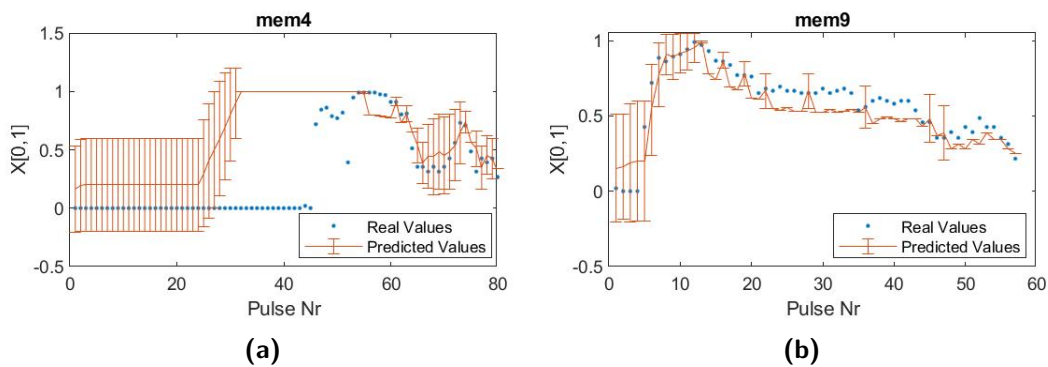 mem4
1.5
1
0.5
0
-0.5
X[0,1]
0
20
40
60
80
Pulse Nr
Real Values
Predicted Values
(a)
mem9
1
0.5
0
-0.5
X[0,1]
0
10
20
30
40
50
60
Pulse Nr
Real Values
Predicted Values
(b)